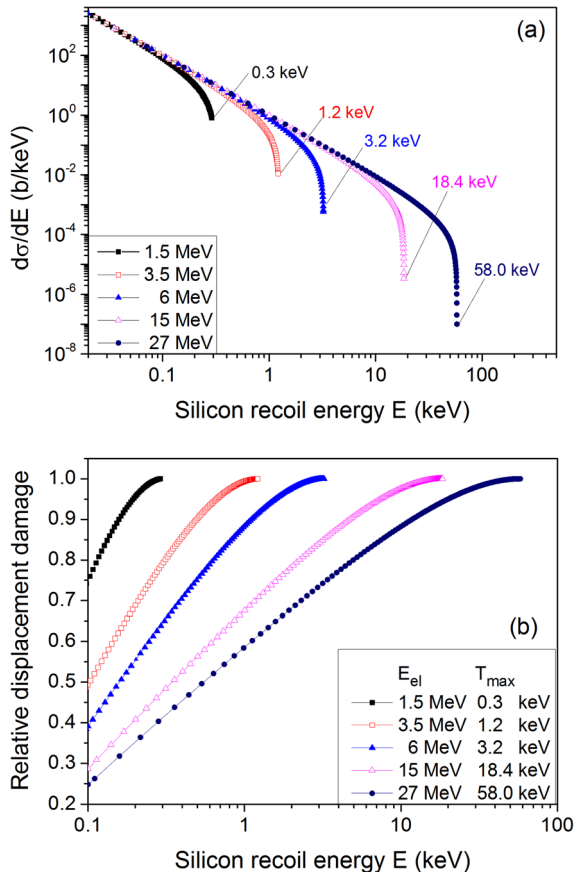 (a)
10²
10⁰
10⁻²
10⁻⁴
10⁻⁶
10⁻⁸
dσ/dE (b/keV)
0.3 keV
1.2 keV
3.2 keV
18.4 keV
58.0 keV
1.5 MeV
3.5 MeV
6 MeV
15 MeV
27 MeV
0.1 1 10 100
Silicon recoil energy E (keV)
1.0
0.9
0.8
0.7
0.6
0.5
0.4
0.3
0.2
Relative displacement damage
(b)
E_el T_max
1.5 MeV 0.3 keV
3.5 MeV 1.2 keV
6 MeV 3.2 keV
15 MeV 18.4 keV
27 MeV 58.0 keV
0.1 1 10 100
Silicon recoil energy E (keV)